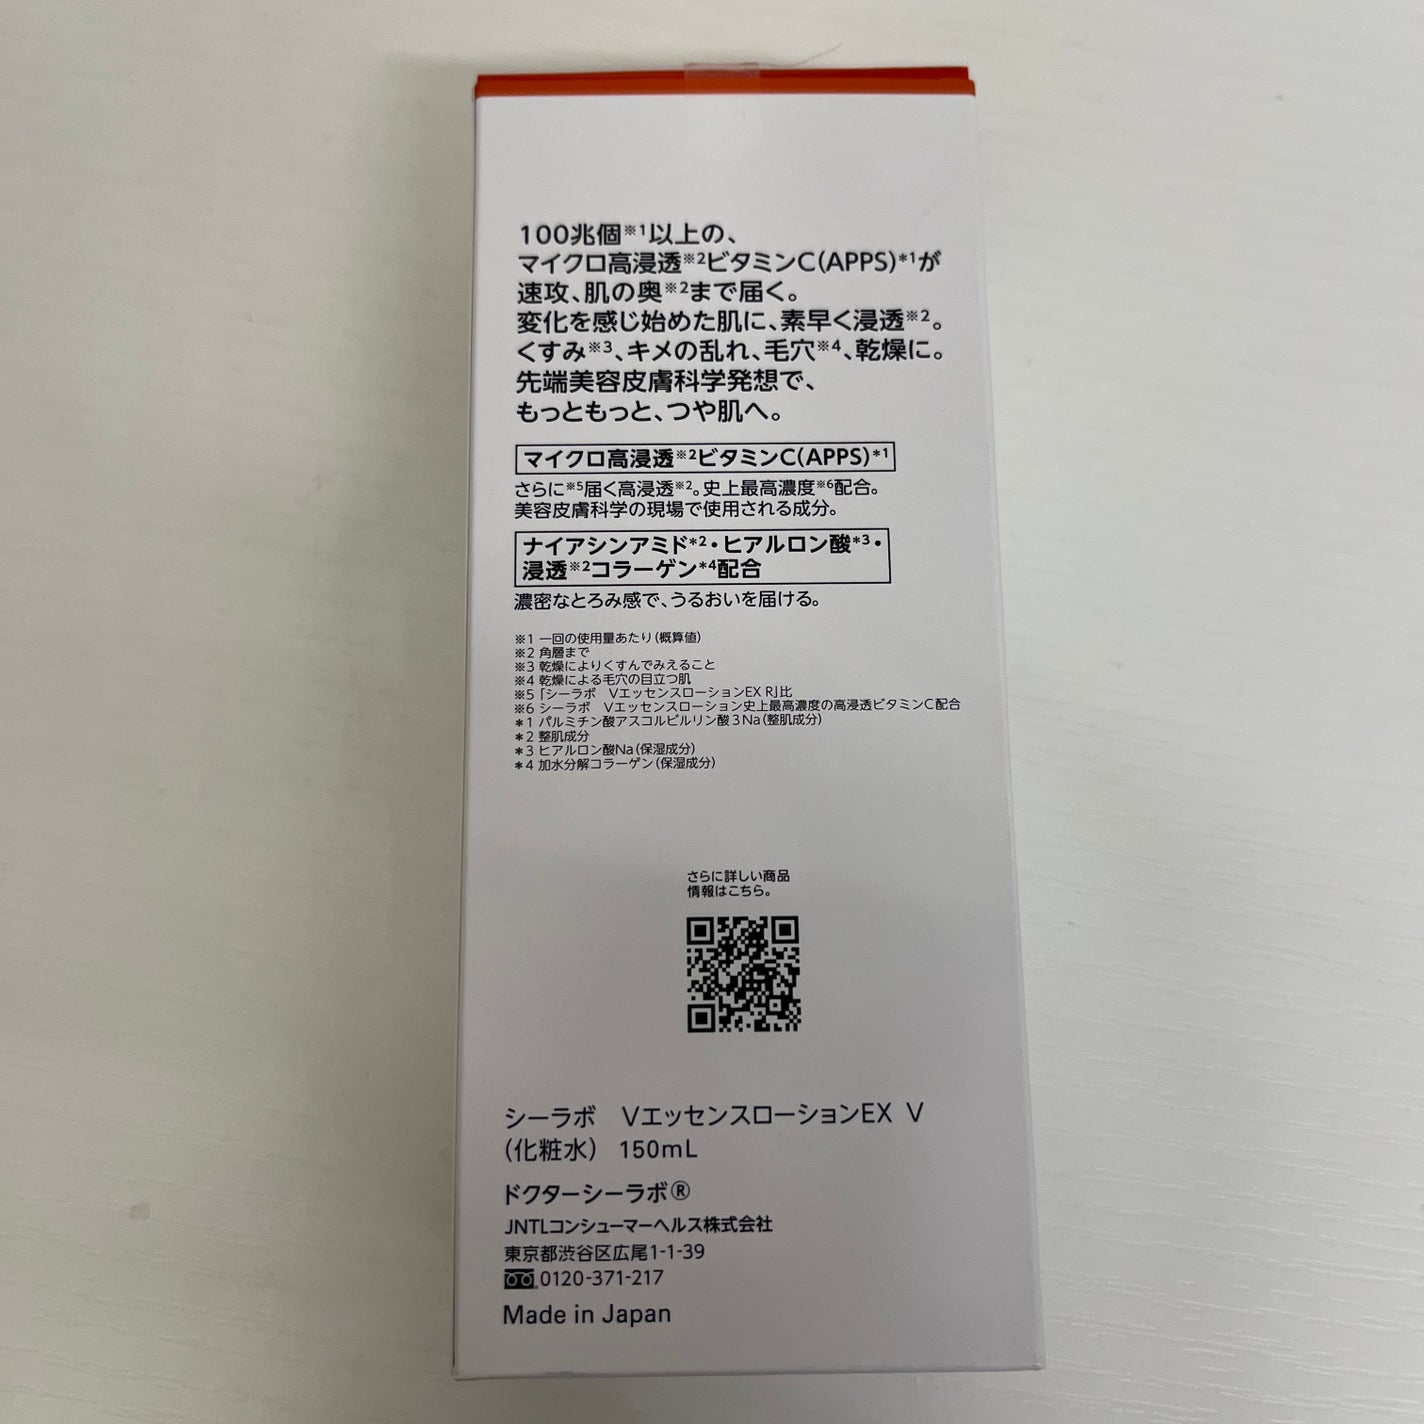 100兆個※1以上の、
マイクロ高浸透※2ビタミンC(APPS)*1が
速攻、肌の奥※2まで届く。
変化を感じ始めた肌に、素早く浸透※2。
くすみ※3、キメの乱れ、毛穴※4、乾燥に。
先端美容皮膚科学発想で、
もっともっと、つや肌へ。
マイクロ高浸透※2ビタミンC(APPS)*1
さらに※5届く高浸透※2。史上最高濃度※6配合。
美容皮膚科学の現場で使用される成分。
ナイアシンアミド*2・ヒアルロン酸*3・
浸透※2コラーゲン*4配合
濃密なとろみ感で、うるおいを届ける。
※1 一回の使用量あたり(概算値)
※2 角層まで
※3 乾燥によりくすんでみえること
※4 乾燥による毛穴の目立つ肌
※5「シーラボ　VエッセンスローションEX R」比
※6 シーラボ　Vエッセンスローション史上最高濃度の高浸透ビタミンC配合
*1 パルミチン酸アスコルビルリン酸3Na(整肌成分)
*2 整肌成分
*3 ヒアルロン酸Na(保湿成分)
*4 加水分解コラーゲン(保湿成分)
さらに詳しい商品
情報はこちら。
シーラボ　VエッセンスローションEX V
(化粧水)　150mL
ドクターシーラボ®
JNTLコンシューマーヘルス株式会社
東京都渋谷区広尾1-1-39
0120-371-217
Made in Japan